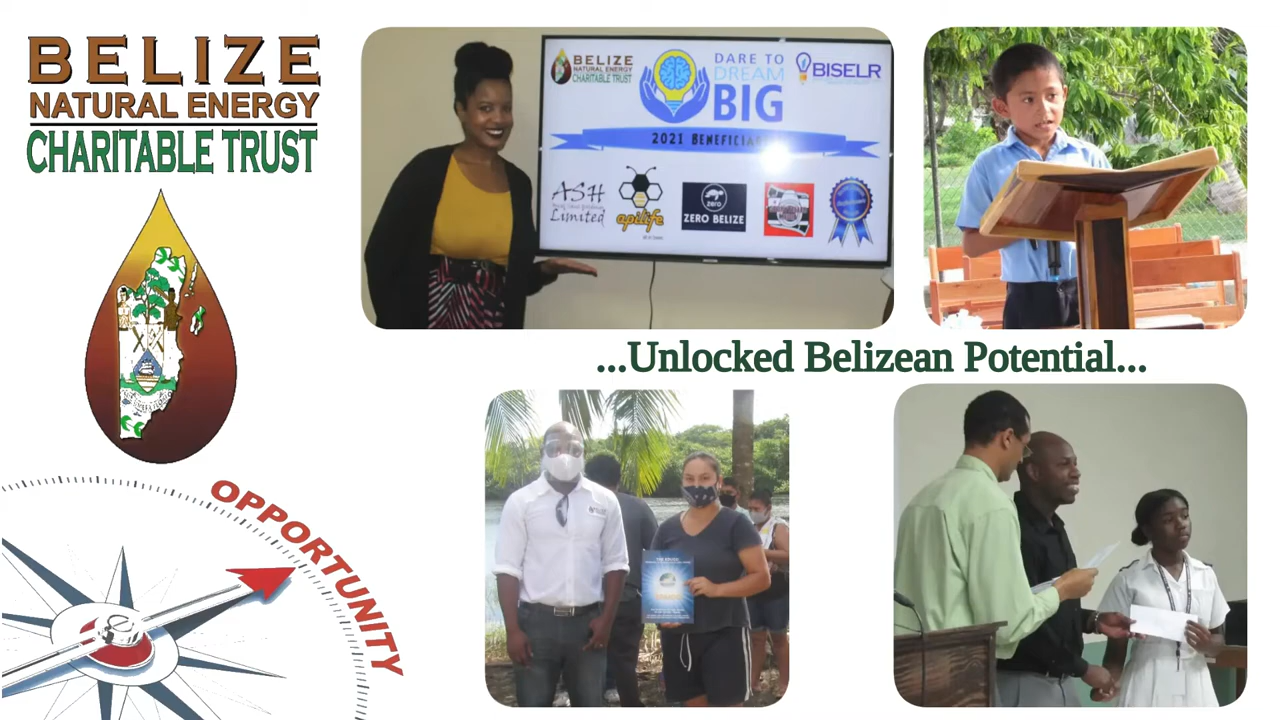 BELIZE
NATURAL ENERGY
CHARITABLE TRUST
OPPORTUNITY
BELIZE
NATURAL ENERGY
CHARITABLE TRUST
DARE TO
DREAM
BIG
BISELR
2021 BENEFICIA
ASH
Limited
apilife
zero
ZERO BELIZE
...Unlocked Belizean Potential...